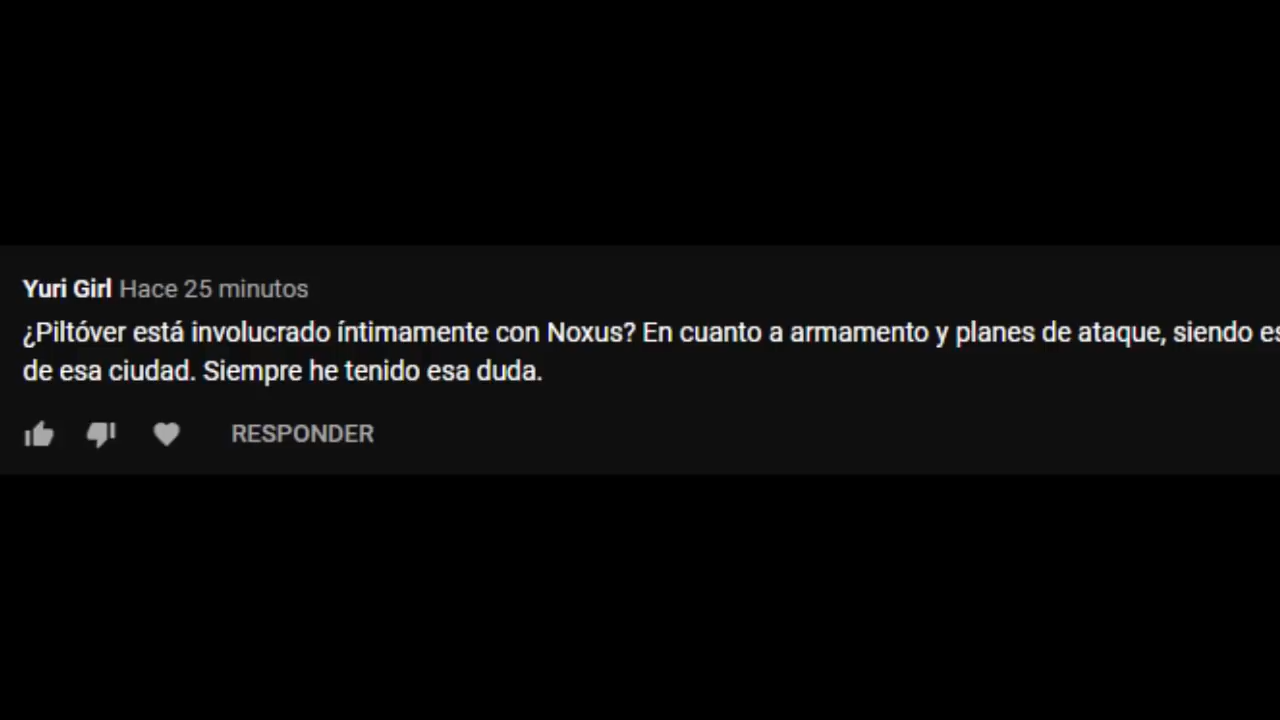 Yuri Girl Hace 25 minutos
¿Piltóver está involucrado íntimamente con Noxus? En cuanto a armamento y planes de ataque, siendo
de esa ciudad. Siempre he tenido esa duda.
RESPONDER